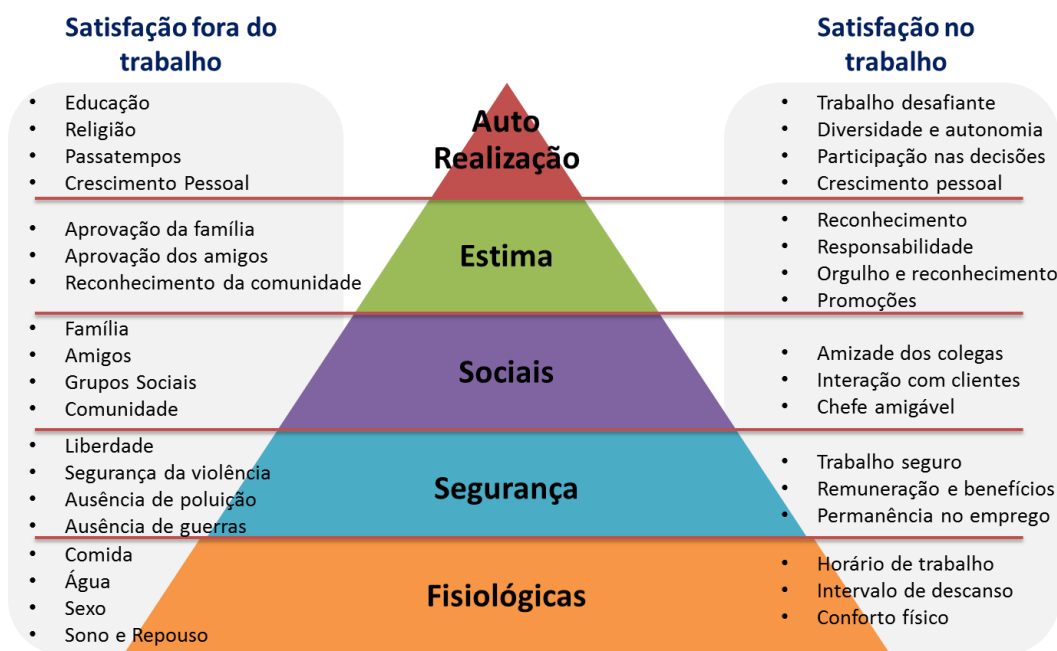 Satisfação fora do
trabalho
Satisfação no
trabalho
• Educação
• Religião
• Passatempos
• Crescimento Pessoal
Auto
Realização
• Trabalho desafiante
• Diversidade e autonomia
• Participação nas decisões
• Crescimento pessoal
• Aprovação da família
• Aprovação dos amigos
• Reconhecimento da comunidade
Estima
• Reconhecimento
• Responsabilidade
• Orgulho e reconhecimento
• Promoções
• Família
• Amigos
• Grupos Sociais
• Comunidade
Sociais
• Amizade dos colegas
• Interação com clientes
• Chefe amigável
• Liberdade
• Segurança da violência
• Ausência de poluição
• Ausência de guerras
Segurança
• Trabalho seguro
• Remuneração e benefícios
• Permanência no emprego
• Comida
• Água
• Sexo
• Sono e Repouso
Fisiológicas
• Horário de trabalho
• Intervalo de descanso
• Conforto físico